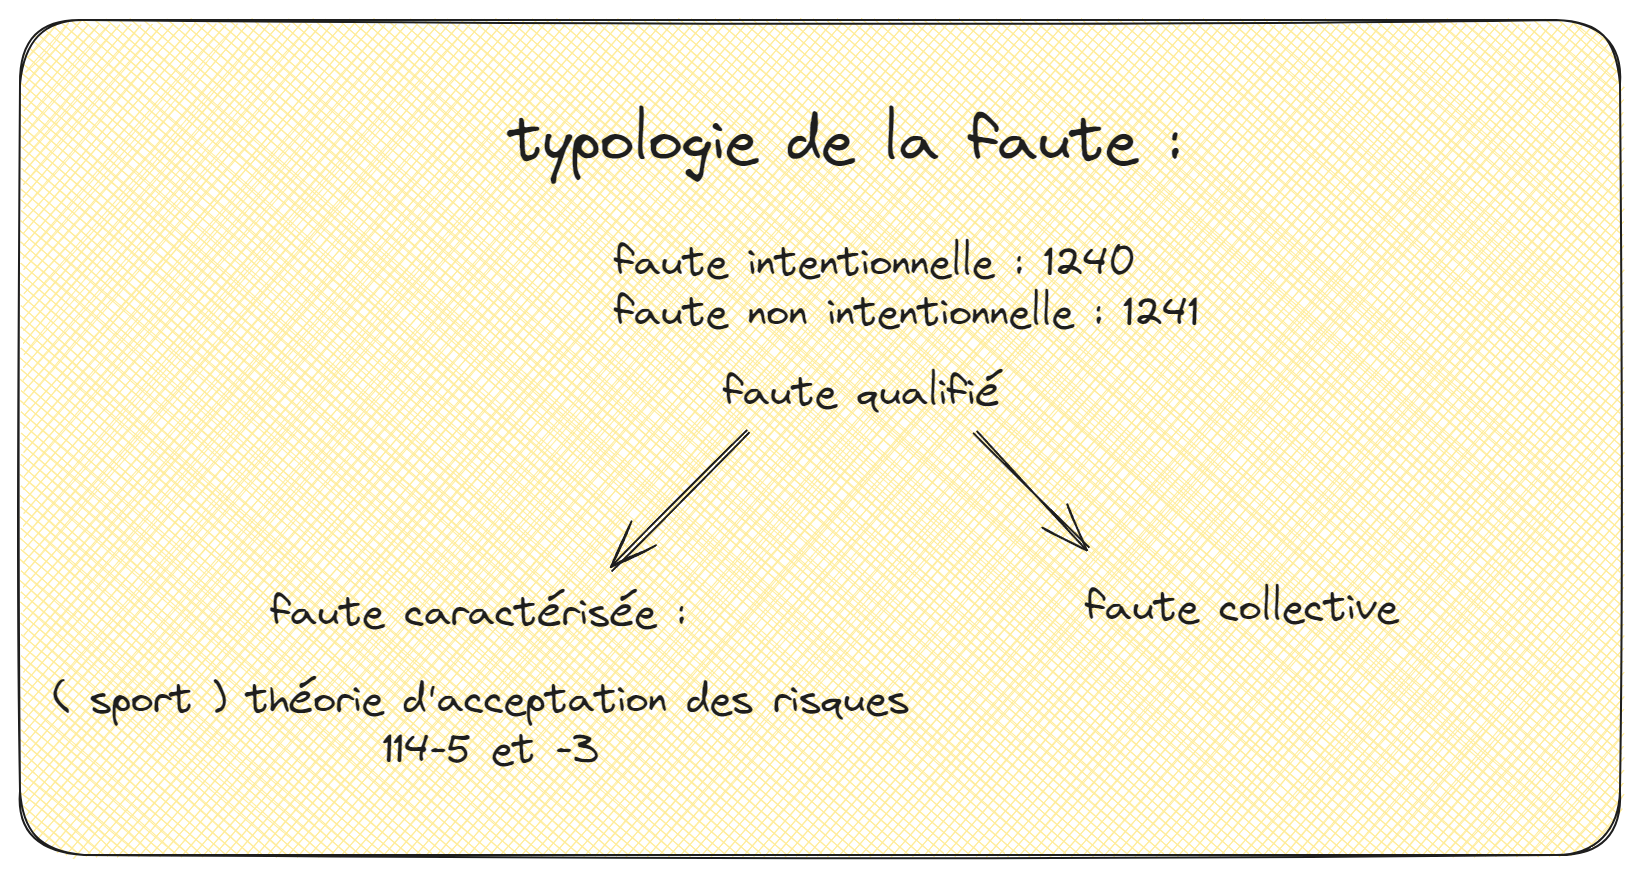 typologie de la faute :
faute intentionnelle : 1240
faute non intentionnelle : 1241
faute qualifié
faute caractérisée :
faute collective
( sport ) théorie d'acceptation des risques
114-5 et -3